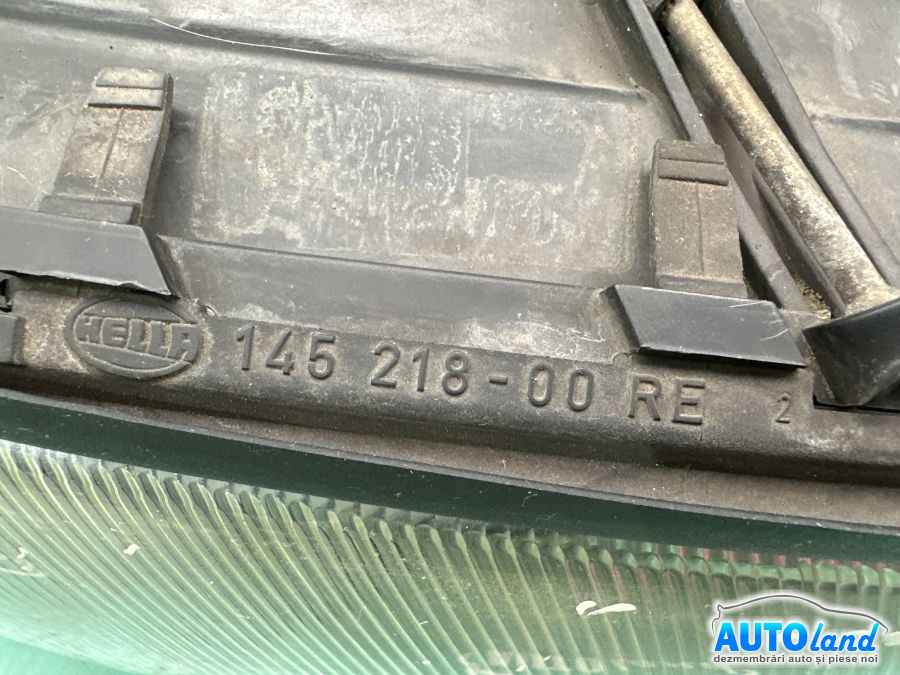 HELLA 145 218-00 RE 2
AUTOland
dezmembrări auto și piese noi